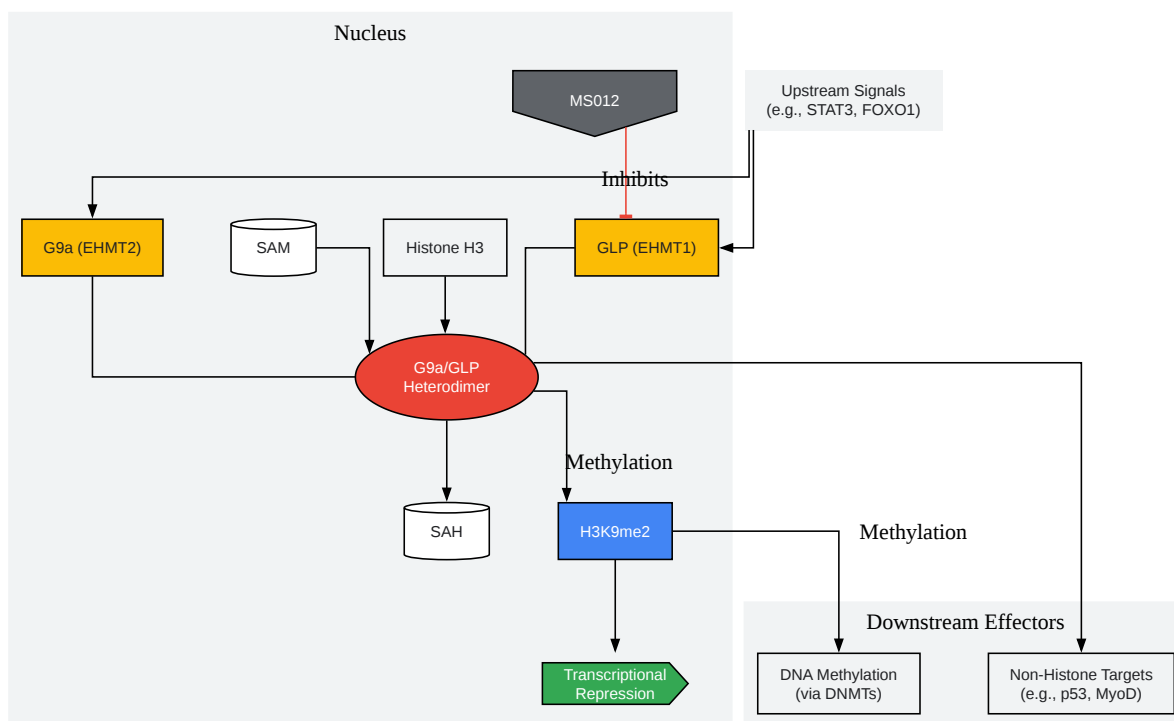 Nucleus
MS012
Upstream Signals
(e.g., STAT3, FOXO1)
Inhibits
G9a (EHMT2)
SAM
Histone H3
GLP (EHMT1)
G9a/GLP
Heterodimer
Methylation
SAH
H3K9me2
Methylation
Downstream Effectors
Transcriptional
Repression
DNA Methylation
(via DNMTs)
Non-Histone Targets
(e.g., p53, MyoD)